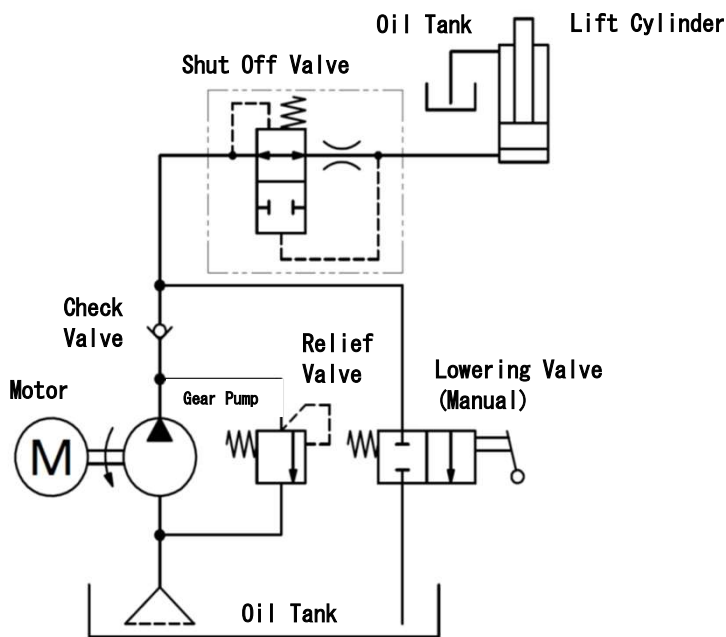 Oil Tank
Lift Cylinder
Shut Off Valve
Check
Valve
Relief
Valve
Lowering Valve
(Manual)
Motor
Gear Pump
M
Oil Tank